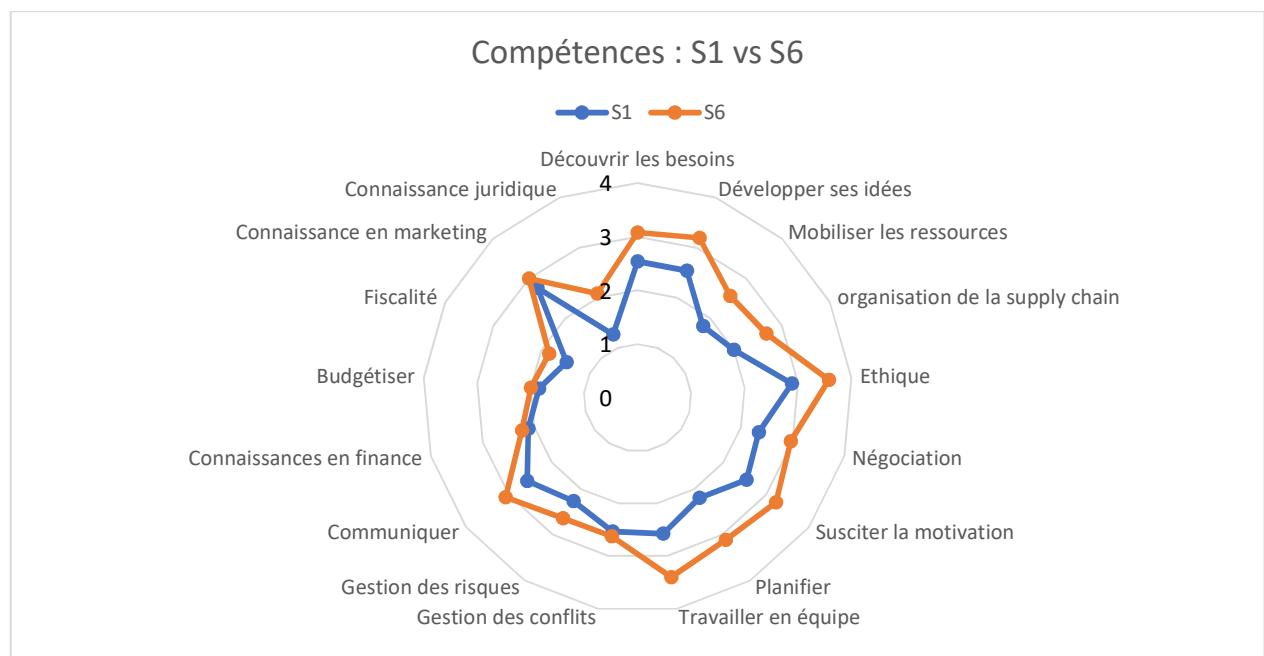 Compétences : S1 vs S6
S1 S6
Découvrir les besoins
Développer ses idées
Mobiliser les ressources
organisation de la supply chain
Ethique
Négociation
Susciter la motivation
Planifier
Travailler en équipe
Gestion des conflits
Gestion des risques
Communiquer
Connaissances en finance
Budgétiser
Fiscalité
Connaissance en marketing
Connaissance juridique
4
3
2
1
0